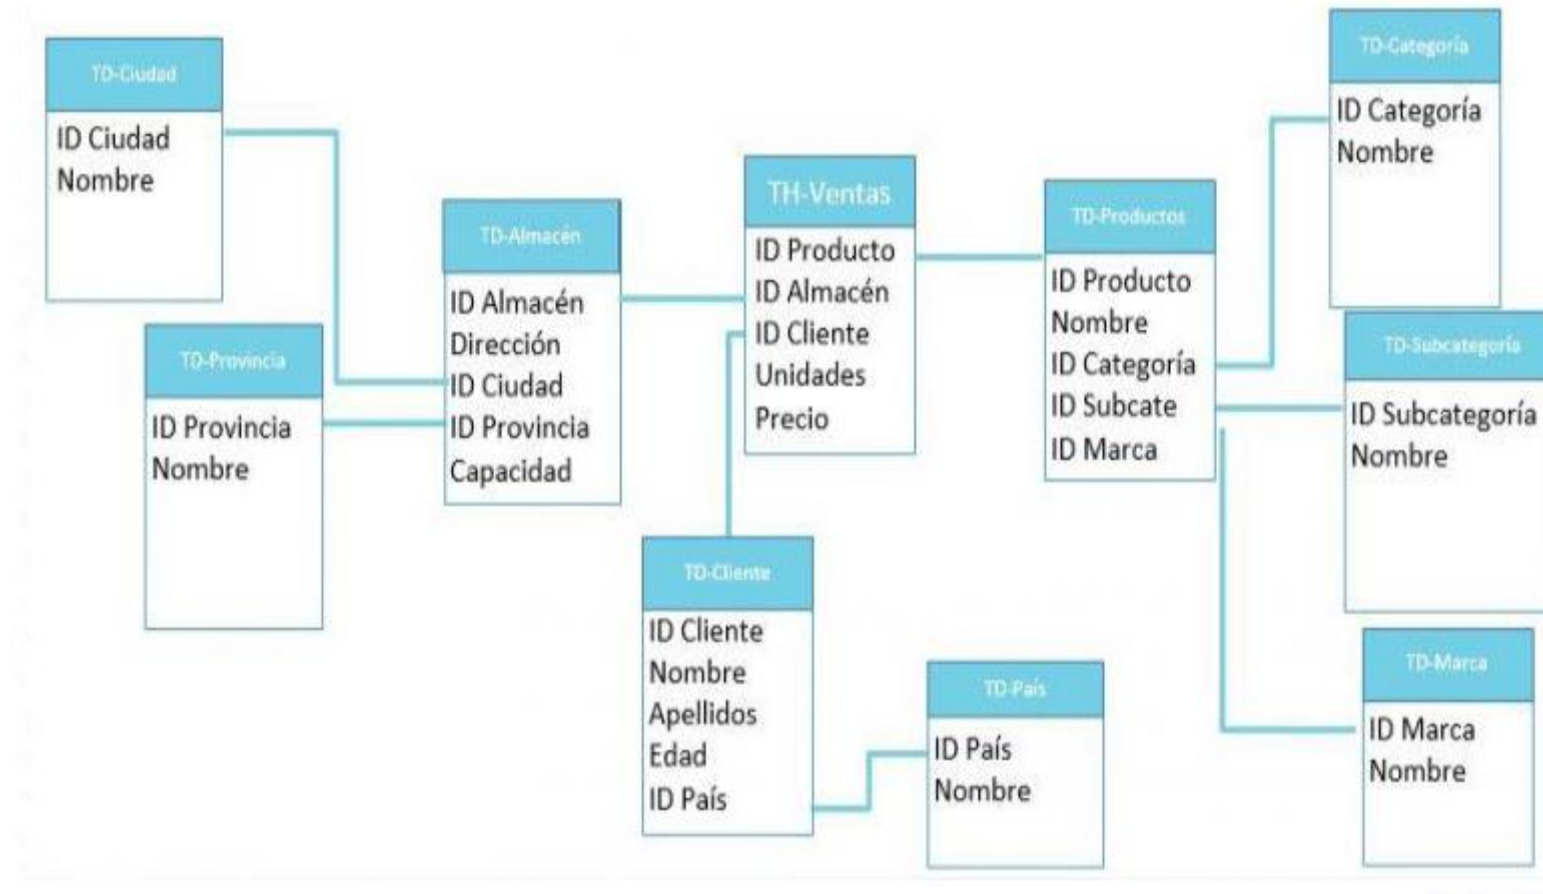 TD-Ciudad
ID Ciudad
Nombre
TD-Provincia
ID Provincia
Nombre
TD-Almacén
ID Almacén
Dirección
ID Ciudad
ID Provincia
Capacidad
TH-Ventas
ID Producto
ID Almacén
ID Cliente
Unidades
Precio
TD-Cliente
ID Cliente
Nombre
Apellidos
Edad
ID País
TD-País
ID País
Nombre
TD-Productos
ID Producto
Nombre
ID Categoría
ID Subcate
ID Marca
TD-Categoría
ID Categoría
Nombre
TD-Subcategoría
ID Subcategoría
Nombre
TD-Marca
ID Marca
Nombre